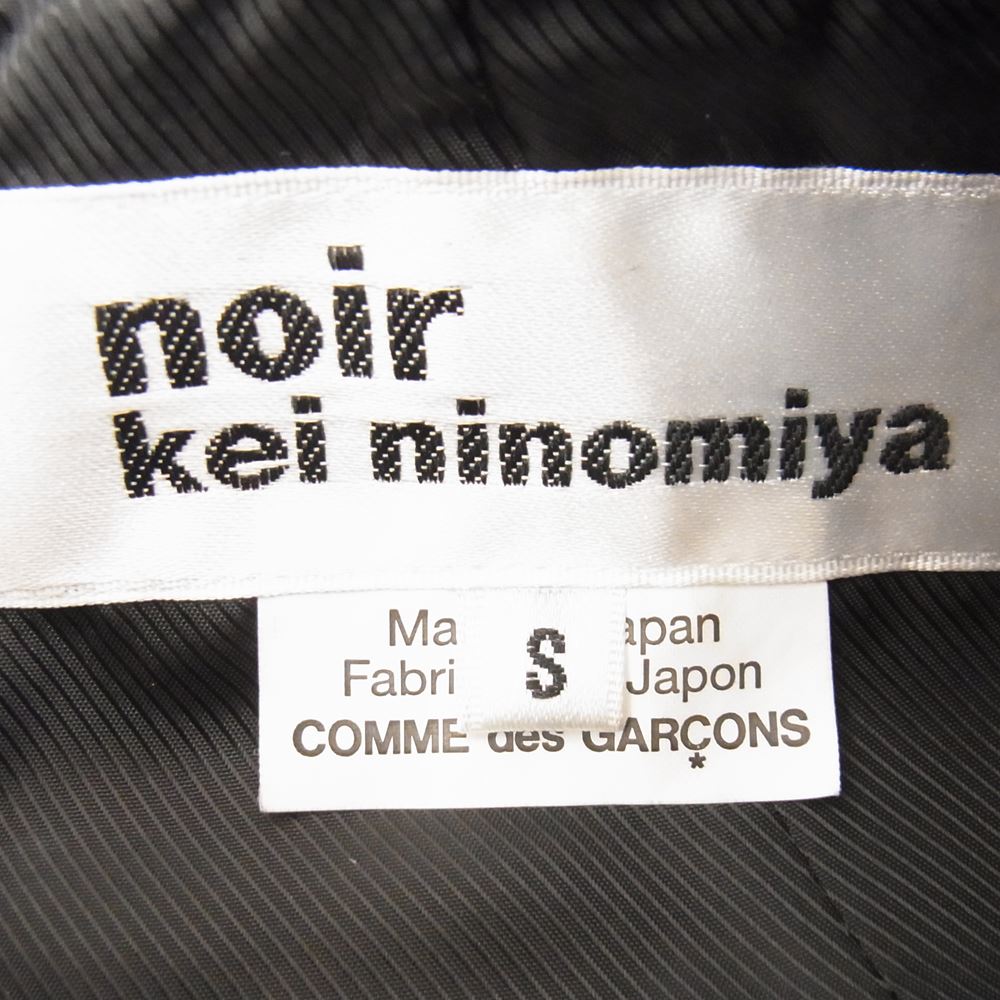 noir
kei ninomiya
S
Ma apan
Fabri Japon
COMME des GARÇONS
*